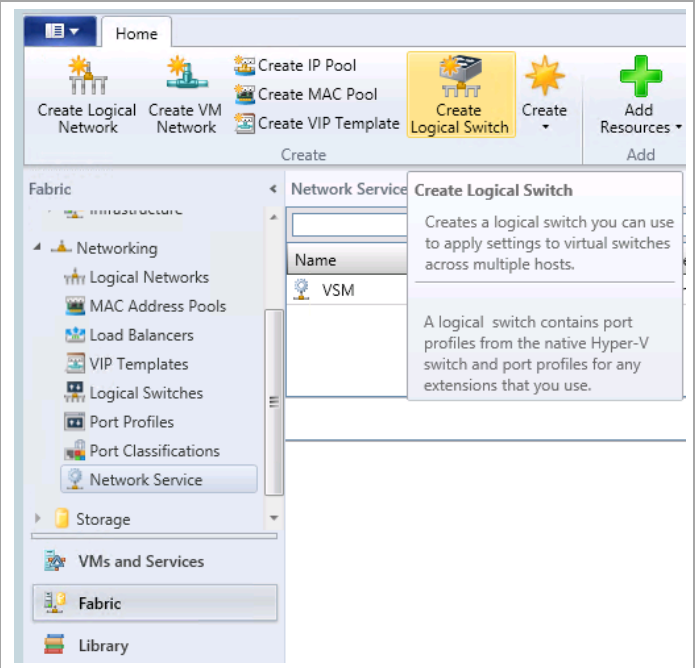 Home
Create Logical
Network
Create VM
Network
Create IP Pool
Create MAC Pool
Create VIP Template
Create
Logical Switch
Create
Add
Resources
Create
Add
Fabric
Infrastructure
Networking
Logical Networks
MAC Address Pools
Load Balancers
VIP Templates
Logical Switches
Port Profiles
Port Classifications
Network Service
Storage
VMs and Services
Fabric
Library
Network Service
Name
VSM
Create Logical Switch
Creates a logical switch you can use
to apply settings to virtual switches
across multiple hosts.
A logical switch contains port
profiles from the native Hyper-V
switch and port profiles for any
extensions that you use.